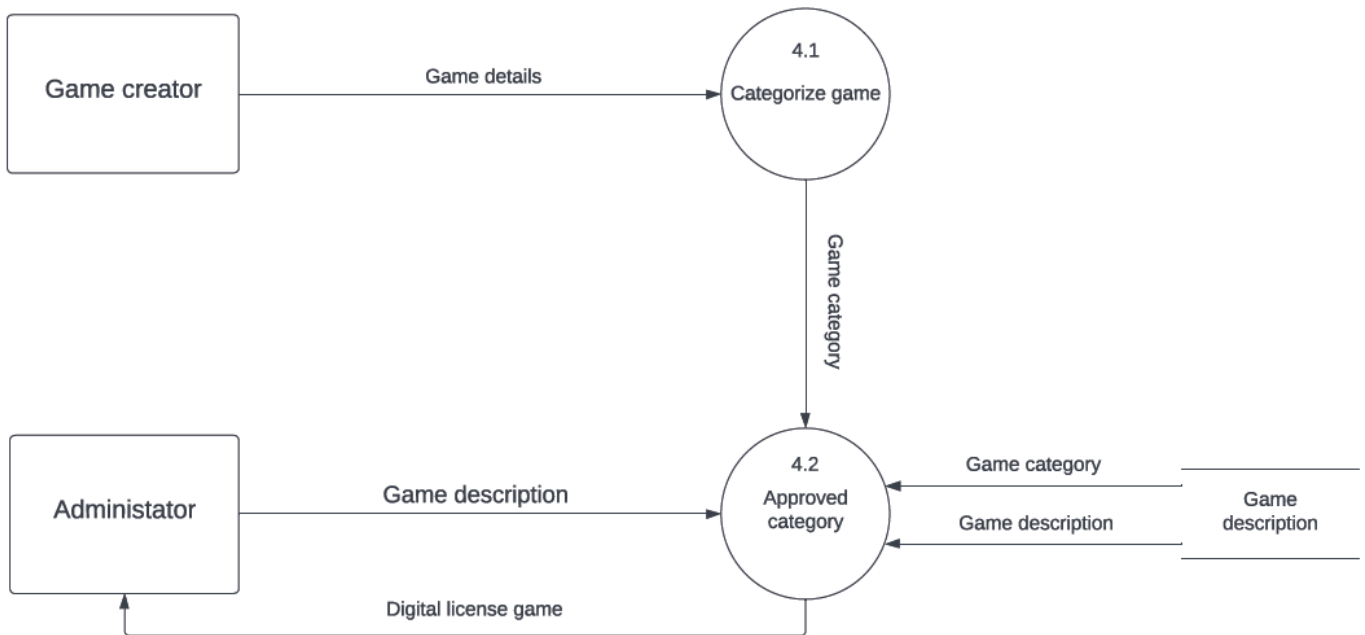 4.1
Game creator
Game details
Categorize game
Game category
4.2
Game category
Administator
Game description
Approved
category
Game description
Game
description
Digital license game